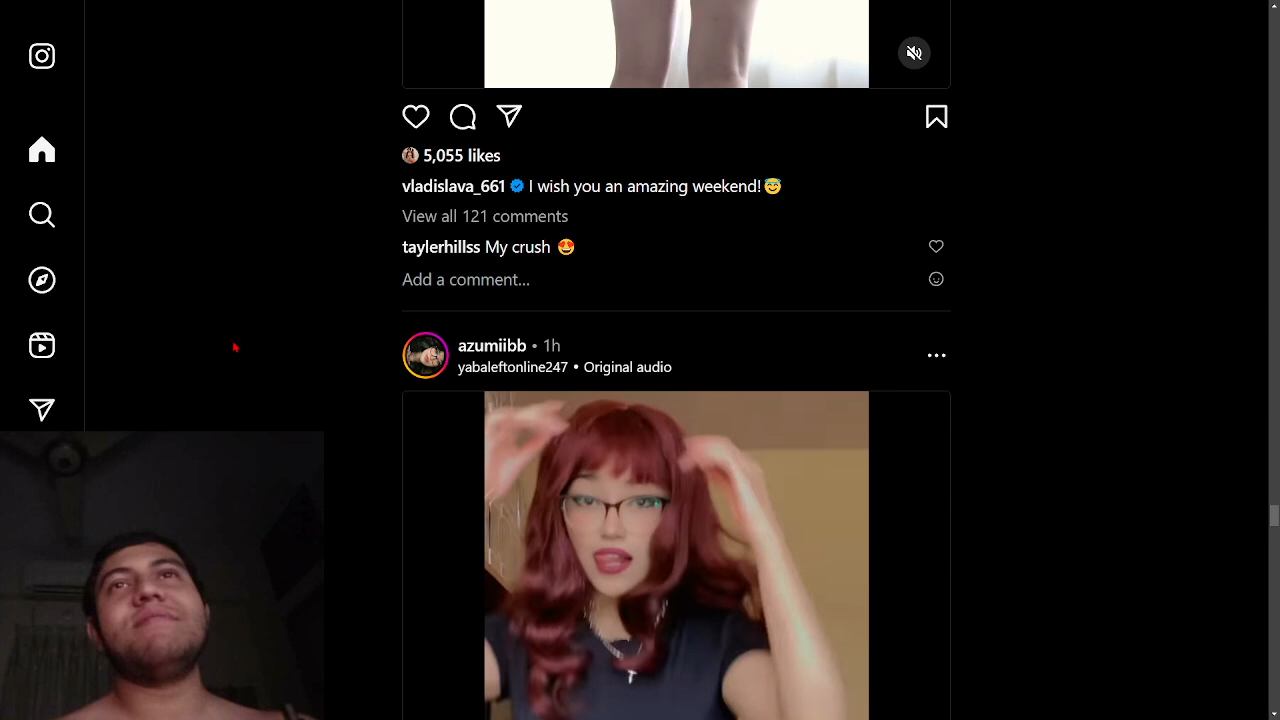 5,055 likes
vladislava_661 I wish you an amazing weekend!😇
View all 121 comments
taylerhillss My crush 😍
Add a comment...
azumiibb • 1h
yabaleftonline247 • Original audio